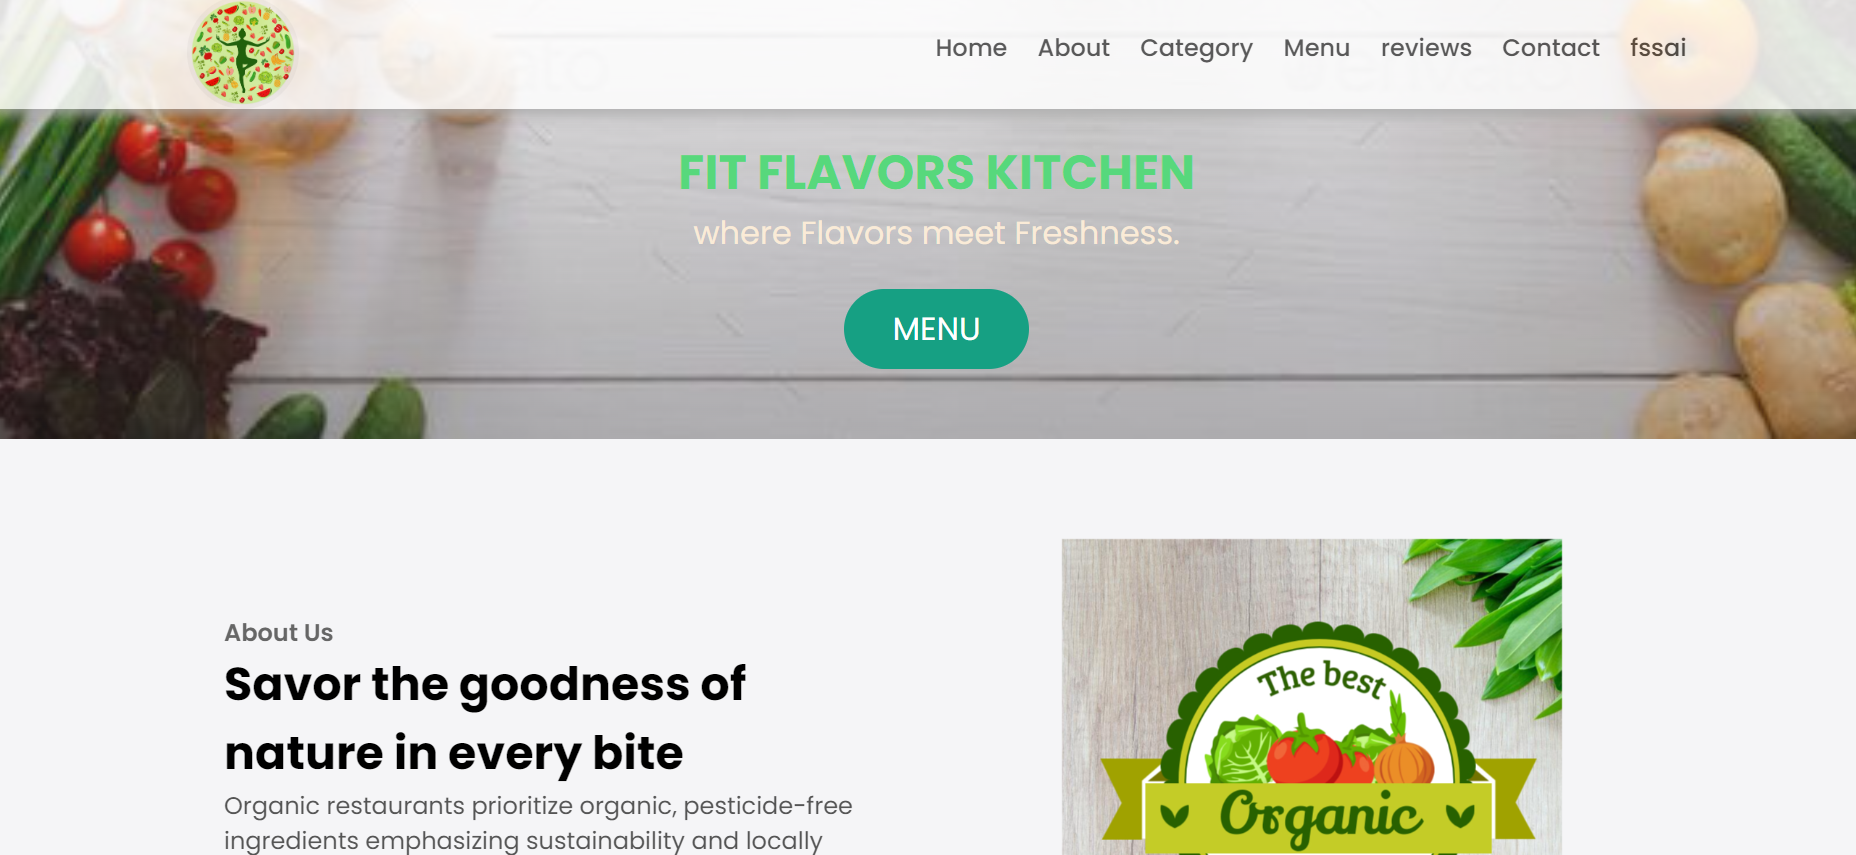 Home About Category Menu reviews Contact fssai
FIT FLAVORS KITCHEN
where Flavors meet Freshness.
MENU
About Us
Savor the goodness of
nature in every bite
Organic restaurants prioritize organic, pesticide-free
ingredients emphasizing sustainability and locally
The best
Organic